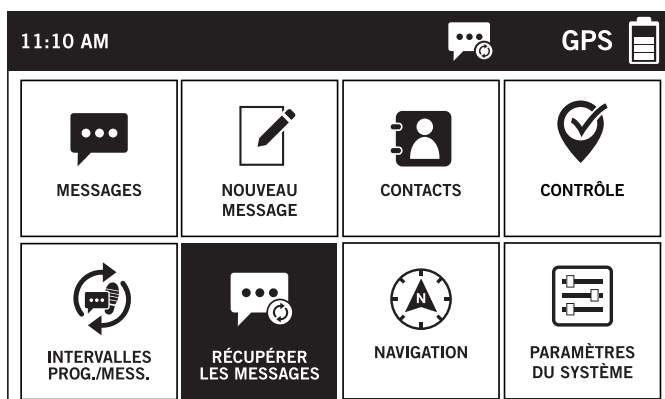 11:10 AM GPS
MESSAGES
NOUVEAU
MESSAGE
CONTACTS
CONTRÔLE
INTERVALLES
PROG./MESS.
RÉCUPÉRER
LES MESSAGES
N
NAVIGATION
PARAMÈTRES
DU SYSTÈME